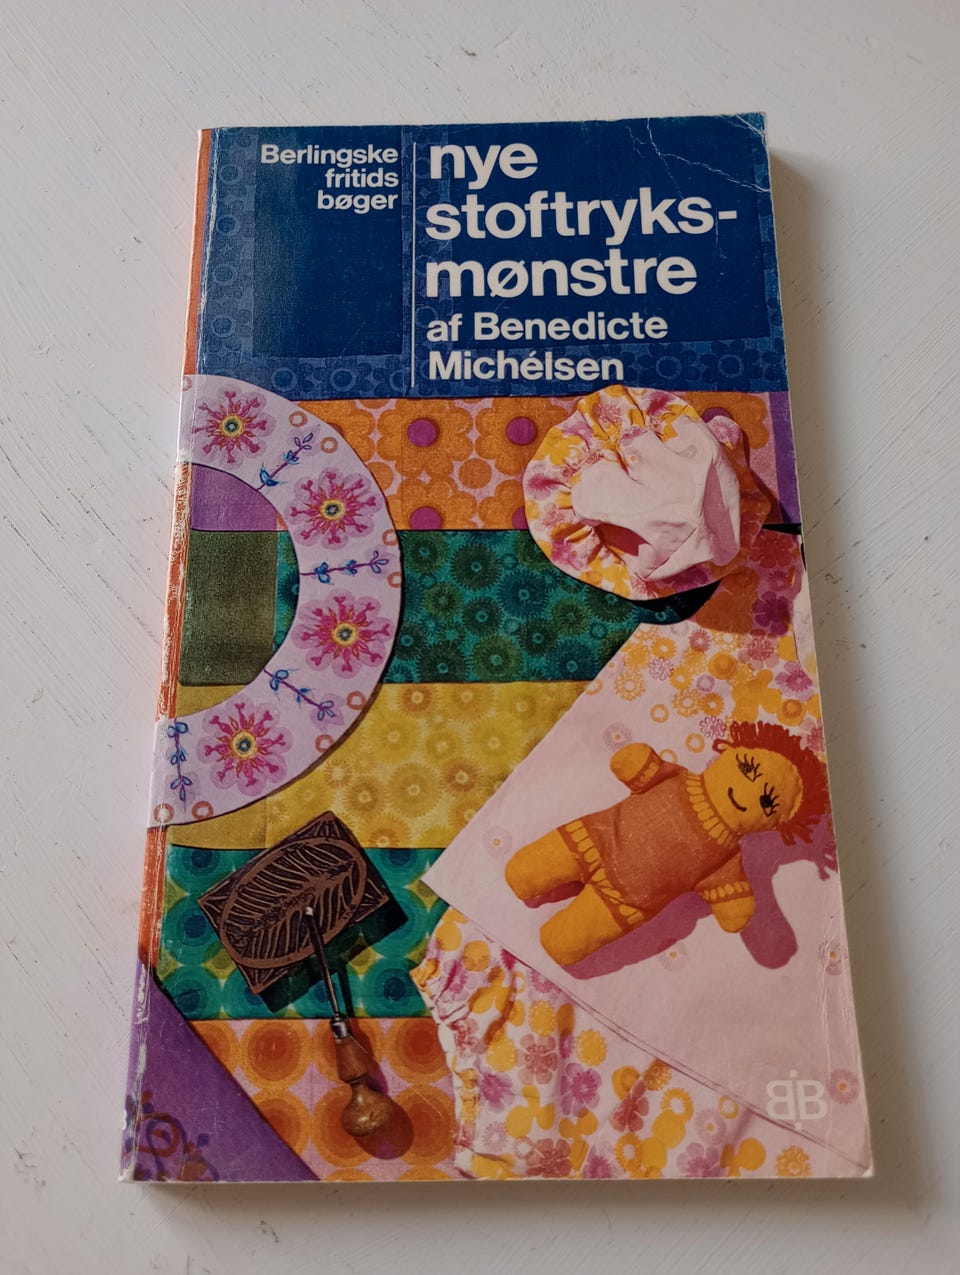 Berlingske
fritids
bøger
nye
stoftryks-
mønstre
af Benedicte
Michélsen
BB